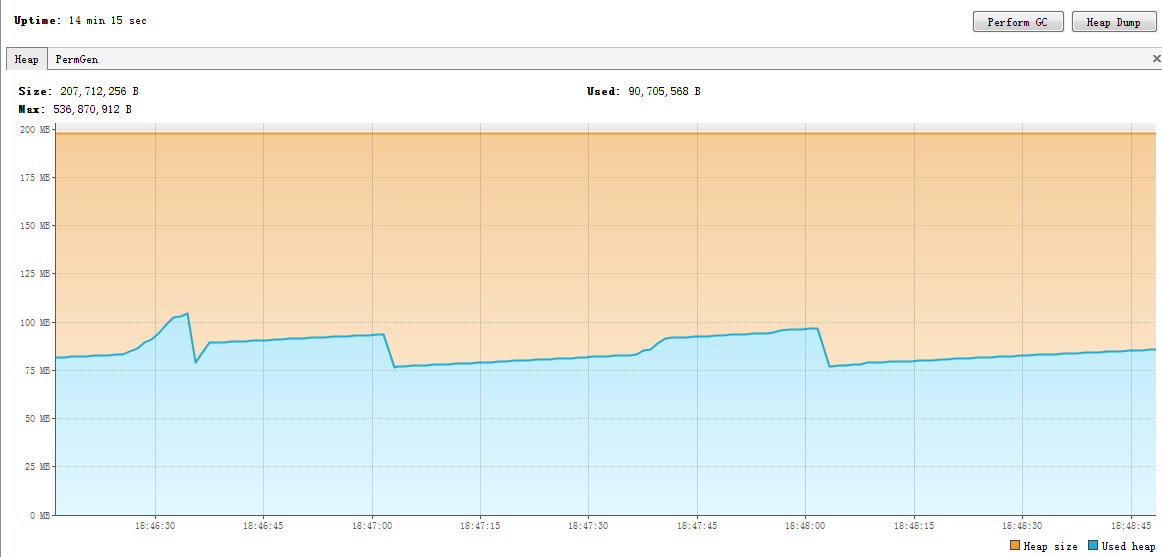 Uptime: 14 min 15 sec
Perform GC
Heap Dump
Heap
PermGen
Size: 207,712,256 B
Used: 90,705,568 B
Max: 536,870,912 B
200 MB
175 MB
150 MB
125 MB
100 MB
75 MB
50 MB
25 MB
0 MB
18:46:30
18:46:45
18:47:00
18:47:15
18:47:30
18:47:45
18:48:00
18:48:15
18:48:30
18:48:45
Heap size
Used heap